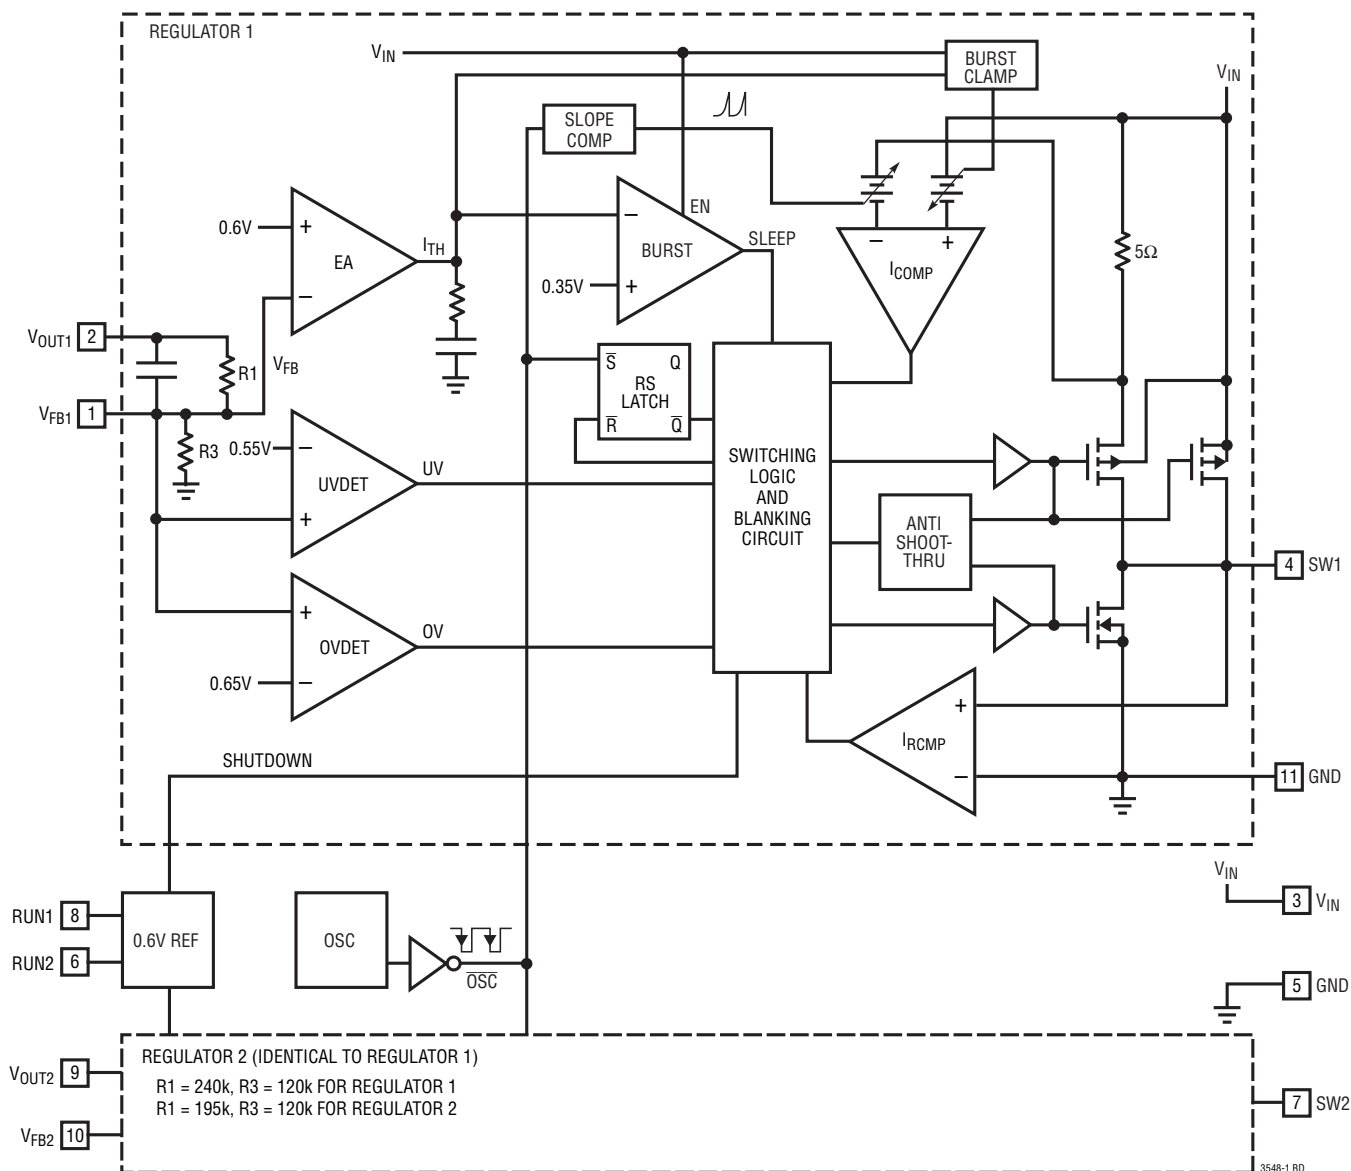 REGULATOR 1
VIN
BURST
CLAMP
VIN
SLOPE
COMP
EN
0.6V
+
–
EA
ITH
–
+
BURST
SLEEP
0.35V
–
+
ICOMP
5Ω
VOUT1
2
R1
VFB
VFB1
1
R3
0.55V
–
+
UVDET
UV
S
Q
RS
LATCH
R
Q
SWITCHING
LOGIC
AND
BLANKING
CIRCUIT
ANTI
SHOOT-
THRU
4
SW1
+
–
OVDET
OV
0.65V
+
–
IRCMP
SHUTDOWN
11
GND
RUN1
8
RUN2
6
0.6V REF
OSC
OSC
VIN
3
VIN
5
GND
REGULATOR 2 (IDENTICAL TO REGULATOR 1)
R1 = 240k, R3 = 120k FOR REGULATOR 1
R1 = 195k, R3 = 120k FOR REGULATOR 2
VOUT2
9
VFB2
10
7
SW2
3548-1 BD